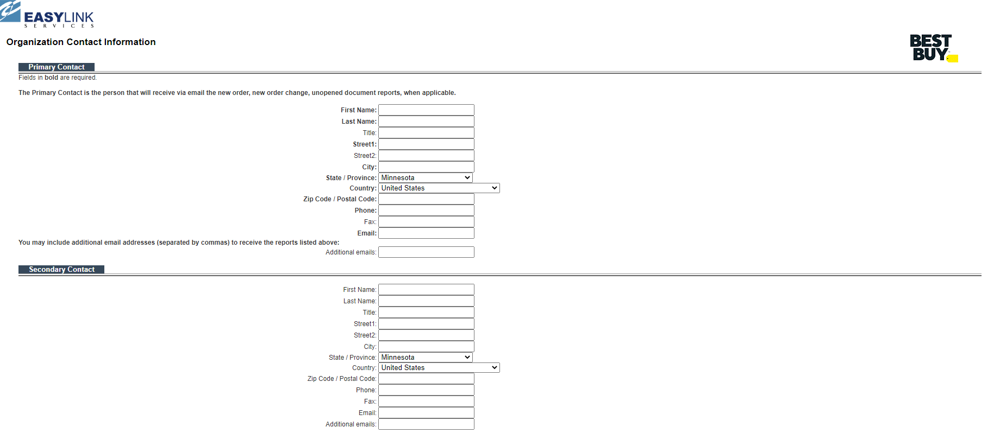 EASYLINK
SERVICES
Organization Contact Information
BEST
BUY
Primary Contact
Fields in bold are required.
The Primary Contact is the person that will receive via email the new order, new order change, unopened document reports, when applicable.
First Name:
Last Name:
Title:
Street1:
Street2:
City:
State / Province: Minnesota
Country: United States
Zip Code / Postal Code:
Phone:
Fax:
Email:
You may include additional email addresses (separated by commas) to receive the reports listed above:
Additional emails:
Secondary Contact
First Name:
Last Name:
Title:
Street1:
Street2:
City:
State / Province: Minnesota
Country: United States
Zip Code / Postal Code:
Phone:
Fax:
Email:
Additional emails: